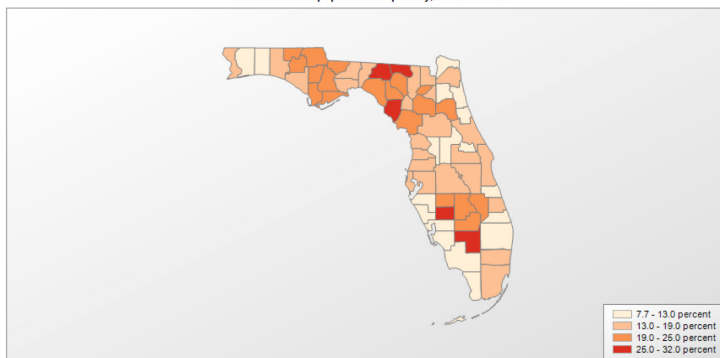 7.7 - 13.0 percent
13.0 - 19.0 percent
19.0 - 25.0 percent
25.0 - 32.0 percent